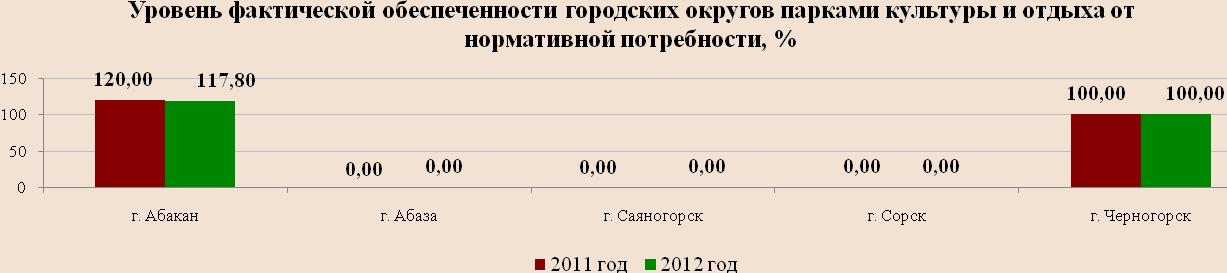 Уровень фактической обеспеченности городских округов парками культуры и отдыха от
нормативной потребности, %
150
100
50
0
120,00
117,80
0,00
0,00
0,00
0,00
0,00
0,00
100,00
100,00
г. Абакан
г. Абаза
г. Саяногорск
г. Сорск
г. Черногорск
2011 год
2012 год